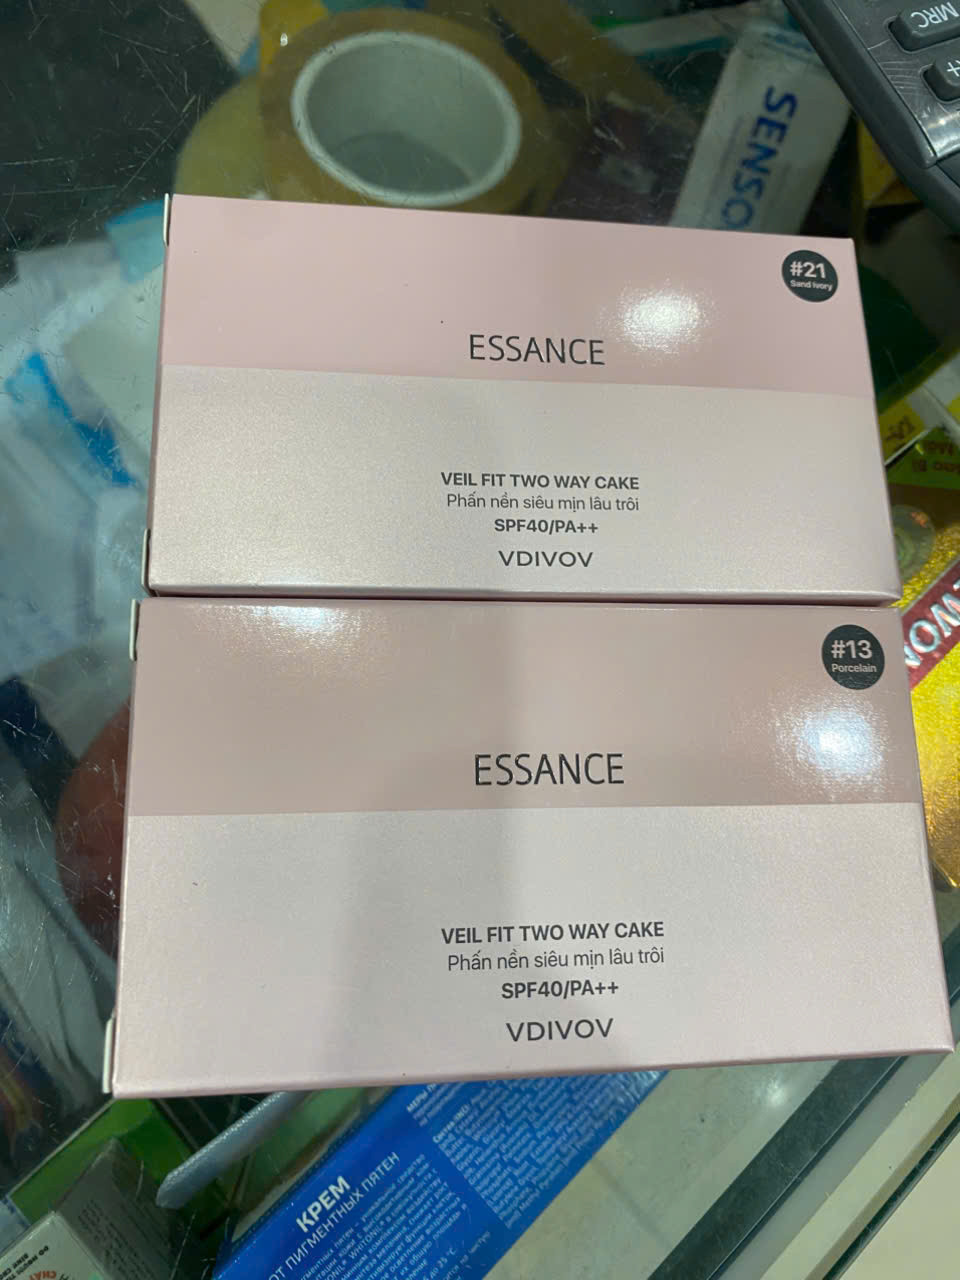 MRC
SENSO
#21
Sand Ivory
ESSANCE
VEIL FIT TWO WAY CAKE
Phấn nền siêu mịn lâu trôi
SPF40/PA++
VDIVOV
#13
Porcelain
ESSANCE
VEIL FIT TWO WAY CAKE
Phấn nền siêu mịn lâu trôi
SPF40/PA++
VDIVOV
КРЕМ
ОТ ПИГМЕНТНЫХ ПЯТЕН